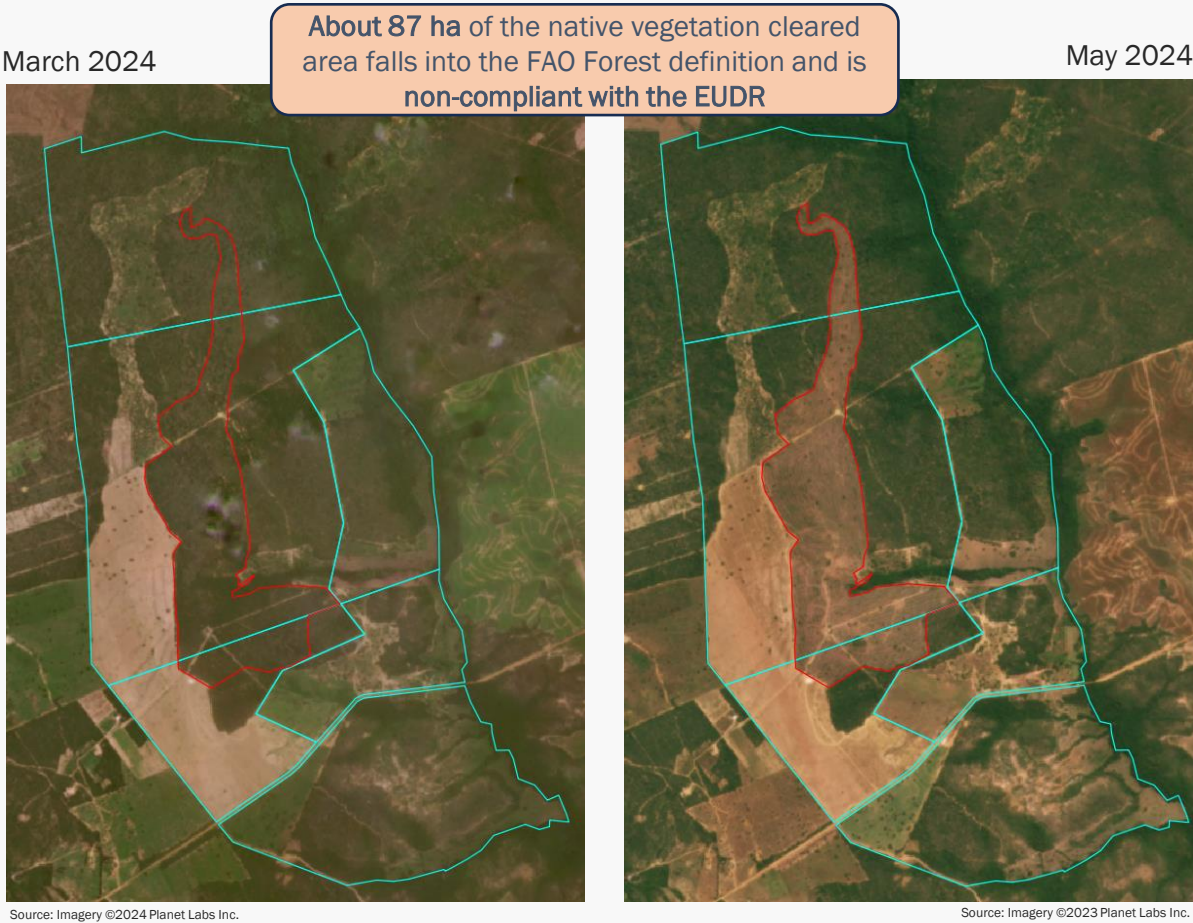 About 87 ha of the native vegetation cleared
area falls into the FAO Forest definition and is
non-compliant with the EUDR
March 2024
May 2024
Source: Imagery ©2024 Planet Labs Inc.
Source: Imagery ©2023 Planet Labs Inc.